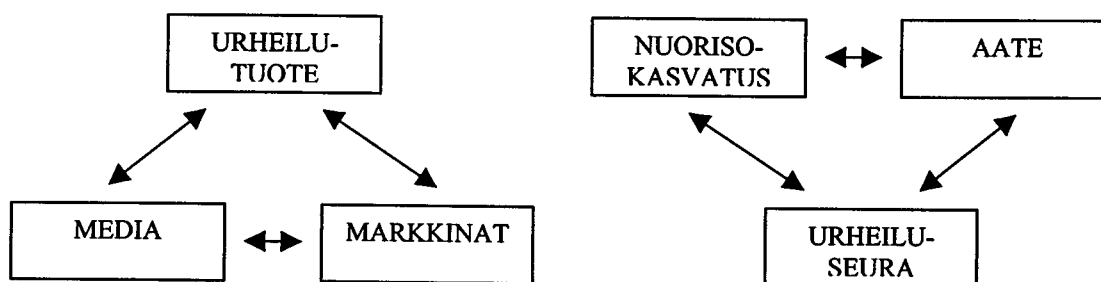 URHEILU-
TUOTE
MEDIA
MARKKINAT
NUORISO-
KASVATUS
AATE
URHEILU-
SEURA